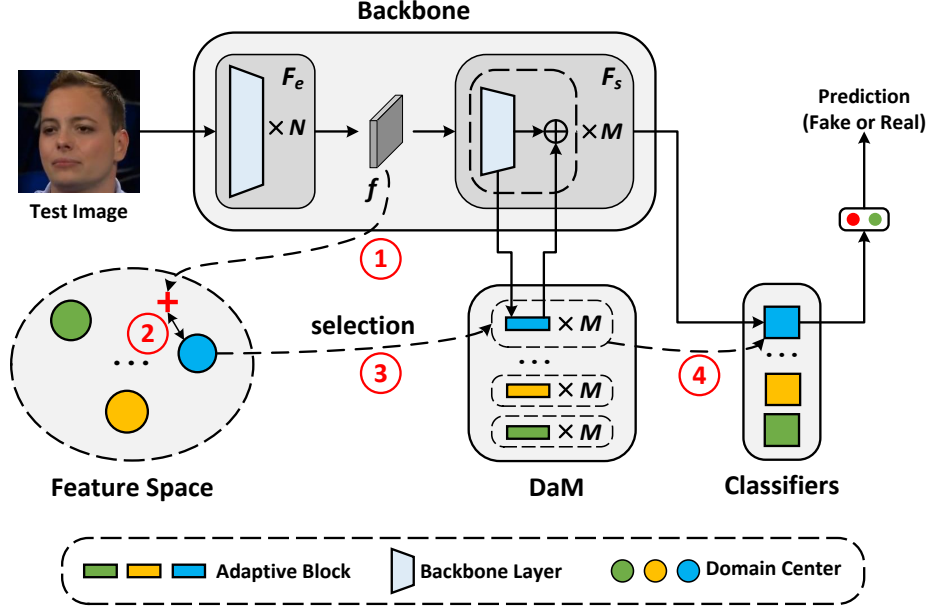 Backbone
Fe
× N
f
Fs
× M
Prediction
(Fake or Real)
Test Image
1
2
selection
3
× M
4
× M
× M
Feature Space
DaM
Classifiers
Adaptive Block
Backbone Layer
Domain Center